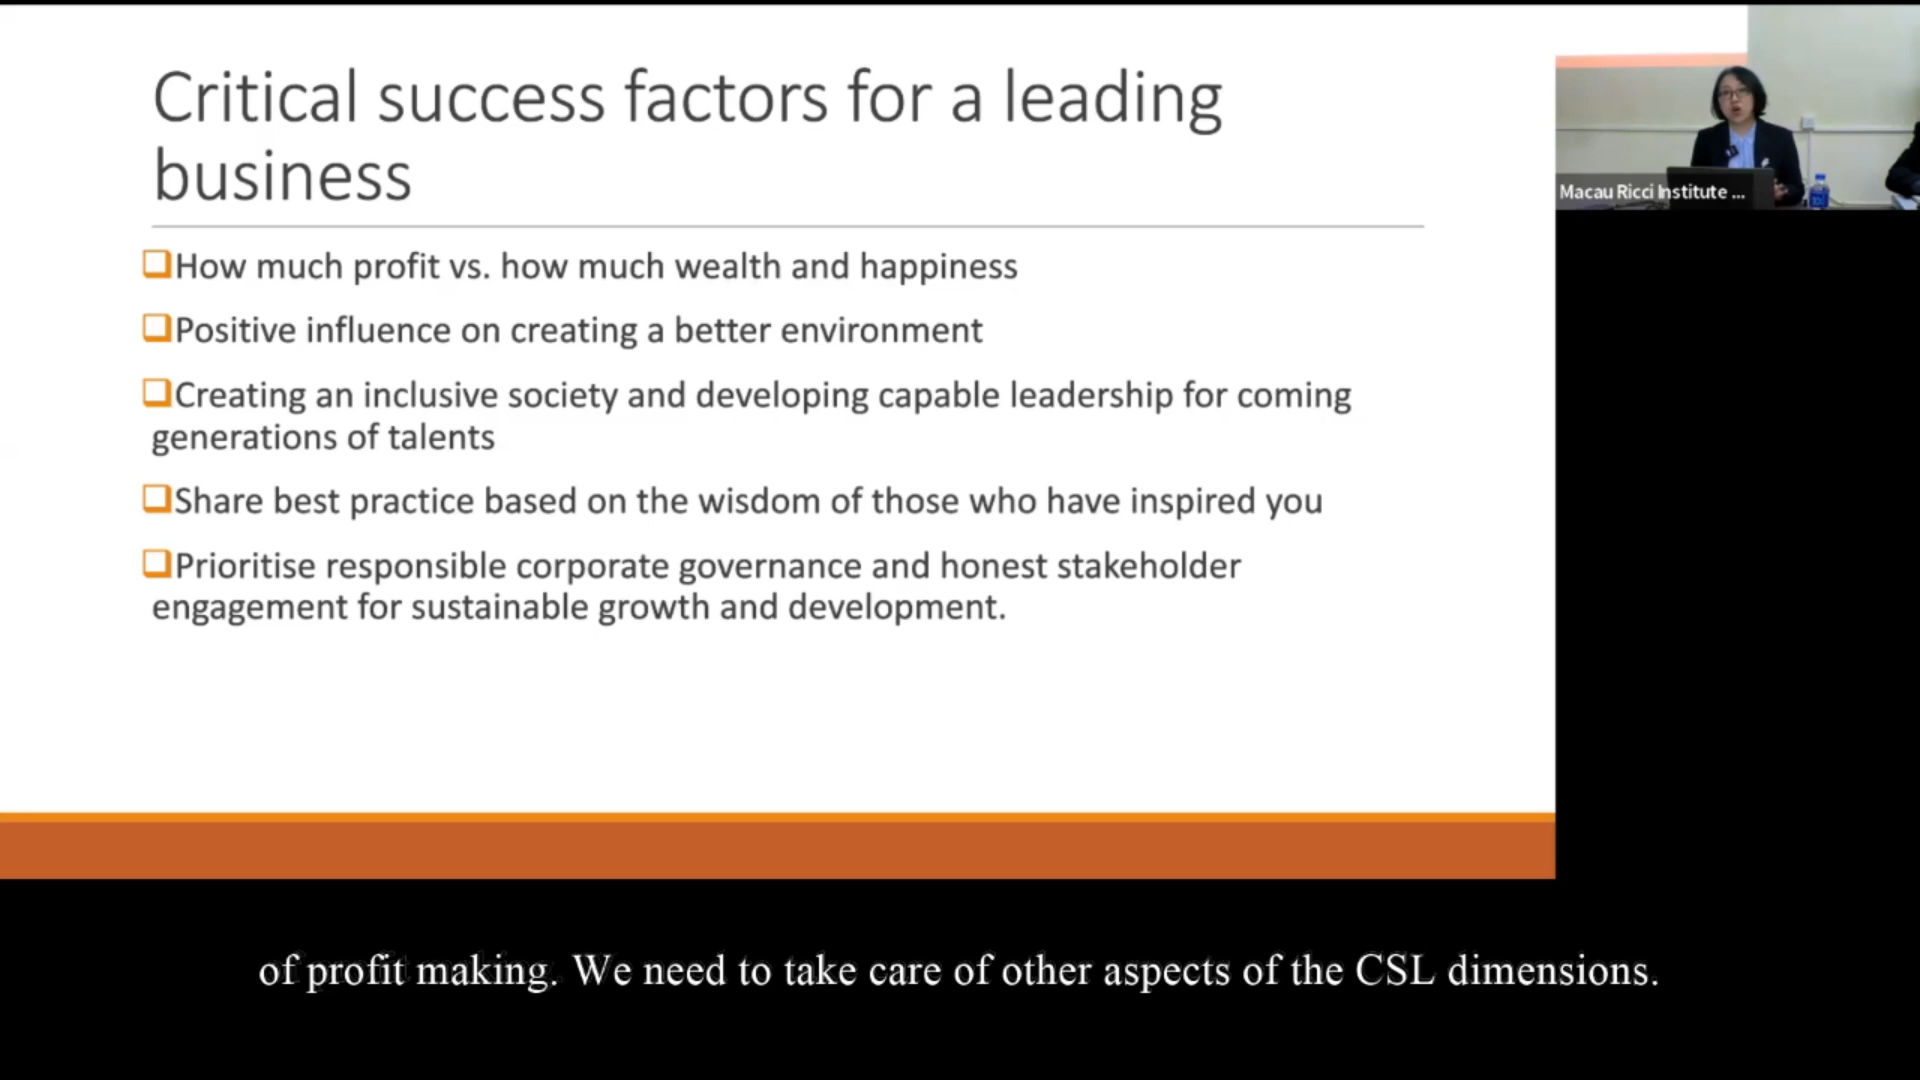 Critical success factors for a leading
business
How much profit vs. how much wealth and happiness
Positive influence on creating a better environment
Creating an inclusive society and developing capable leadership for coming
generations of talents
Share best practice based on the wisdom of those who have inspired you
Prioritise responsible corporate governance and honest stakeholder
engagement for sustainable growth and development.
Macau Ricci Institute ...
of profit making. We need to take care of other aspects of the CSL dimensions.